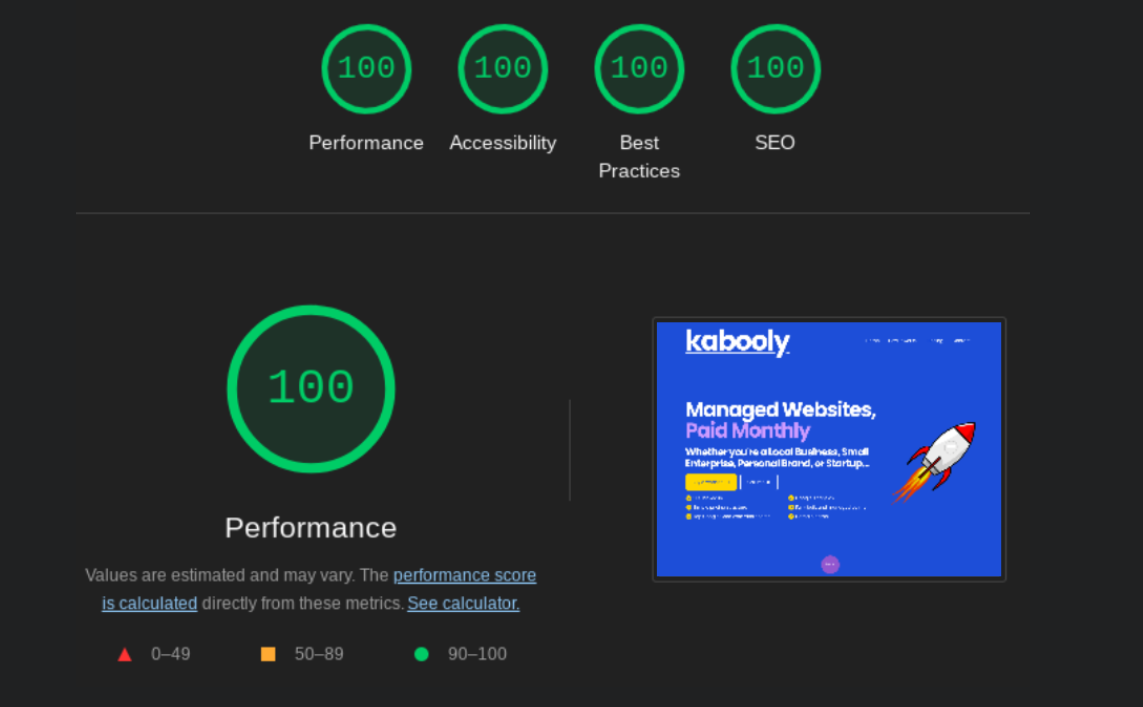 100
100
100
100
Performance
Accessibility
Best
Practices
SEO
100
Performance
Values are estimated and may vary. The performance score
is calculated directly from these metrics. See calculator.
0–49
50–89
90–100
kabooly
Managed Websites,
Paid Monthly
Whether you're a Local Business, Small
Enterprise, Personal Brand, or Startup...